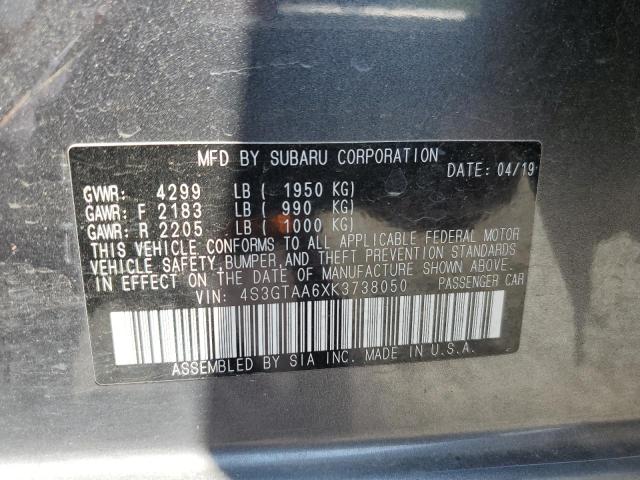 MFD BY SUBARU CORPORATION
DATE: 04/19
GVWR: 4299 LB ( 1950 KG)
GAWR: F 2183 LB ( 990 KG)
GAWR: R 2205 LB ( 1000 KG)
THIS VEHICLE CONFORMS TO ALL APPLICABLE FEDERAL MOTOR
VEHICLE SAFETY, BUMPER, AND THEFT PREVENTION STANDARDS
IN EFFECT ON THE DATE OF MANUFACTURE SHOWN ABOVE.
VIN: 4S3GTAA6XK3738050 PASSENGER CAR
ASSEMBLED BY SIA INC. MADE IN U.S.A.